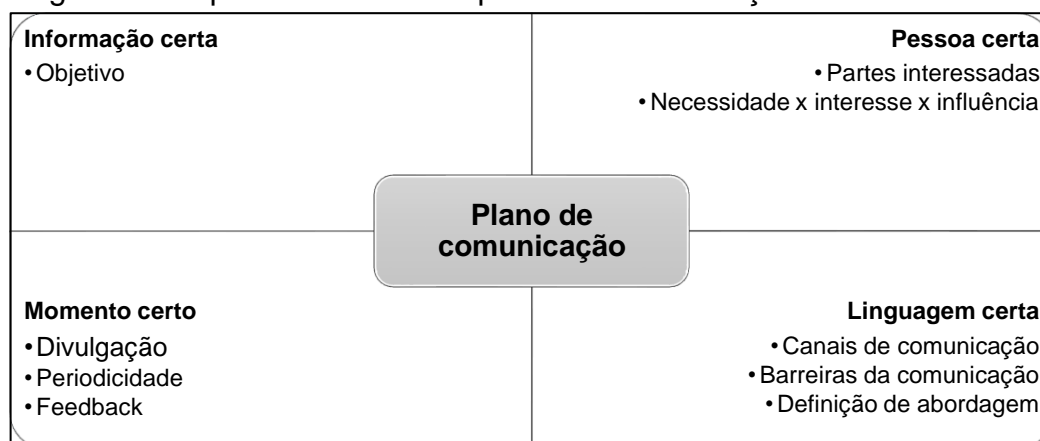 Informação certa
•Objetivo
Pessoa certa
•Partes interessadas
•Necessidade x interesse x influência
Plano de
comunicação
Momento certo
•Divulgação
•Periodicidade
•Feedback
Linguagem certa
•Canais de comunicação
•Barreiras da comunicação
•Definição de abordagem